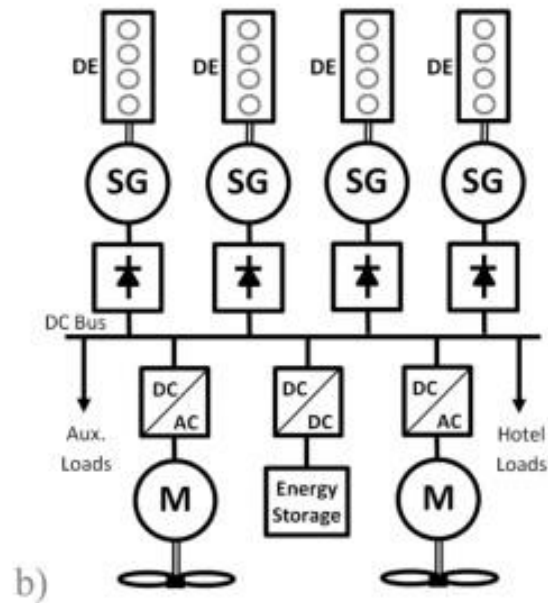 DE DE DE DE
SG SG SG SG
DC Bus
DC AC DC DC DC AC
Aux. Loads
Hotel Loads
M Energy Storage M
b)